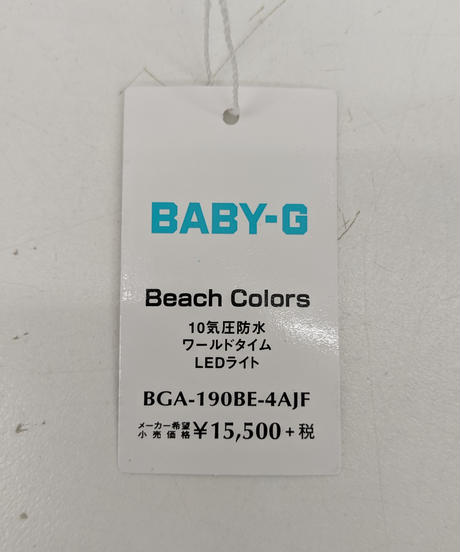 BABY-G
Beach Colors
10気圧防水
ワールドタイム
LEDライト
BGA-190BE-4AJF
メーカー希望
小売価格 ¥15,500+税